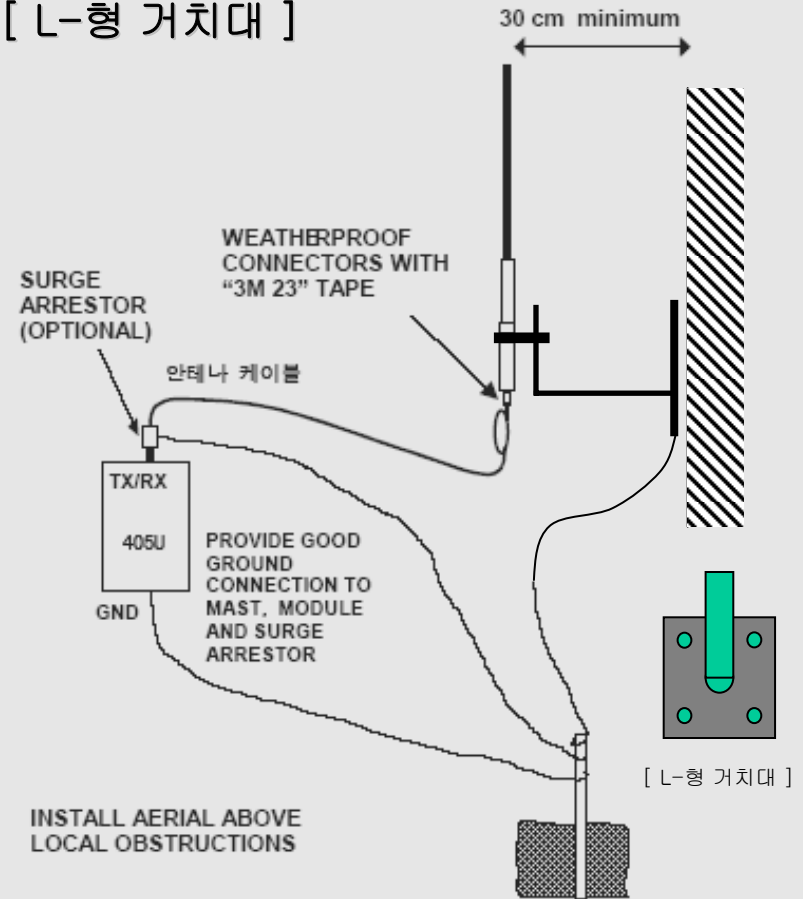 [ L-형 거치대 ]
30 cm minimum
WEATHERPROOF
CONNECTORS WITH
“3M 23” TAPE
SURGE
ARRESTOR
(OPTIONAL)
안테나 케이블
TX/RX
405U
GND
PROVIDE GOOD
GROUND
CONNECTION TO
MAST, MODULE
AND SURGE
ARRESTOR
[ L-형 거치대 ]
INSTALL AERIAL ABOVE
LOCAL OBSTRUCTIONS